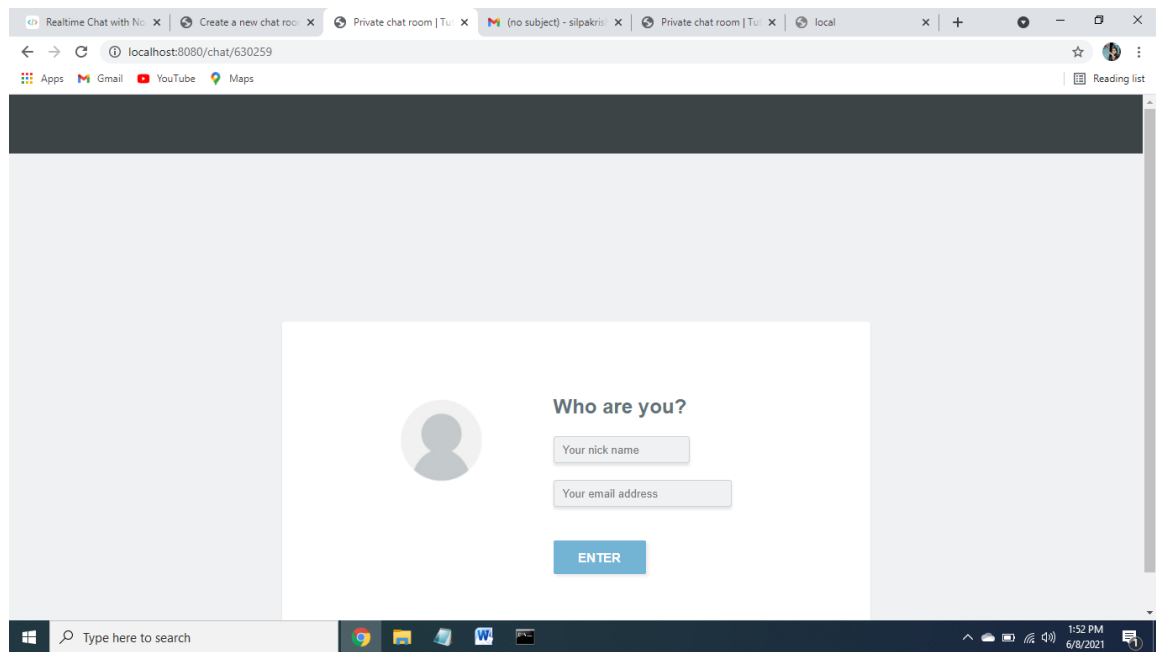 Realtime Chat with No
Create a new chat roo
Private chat room | Tu
(no subject) - silpakris
Private chat room | Tu
local
localhost:8080/chat/630259
Apps Gmail YouTube Maps
Reading list
Who are you?
Your nick name
Your email address
ENTER
Type here to search
1:52 PM
6/8/2021
1